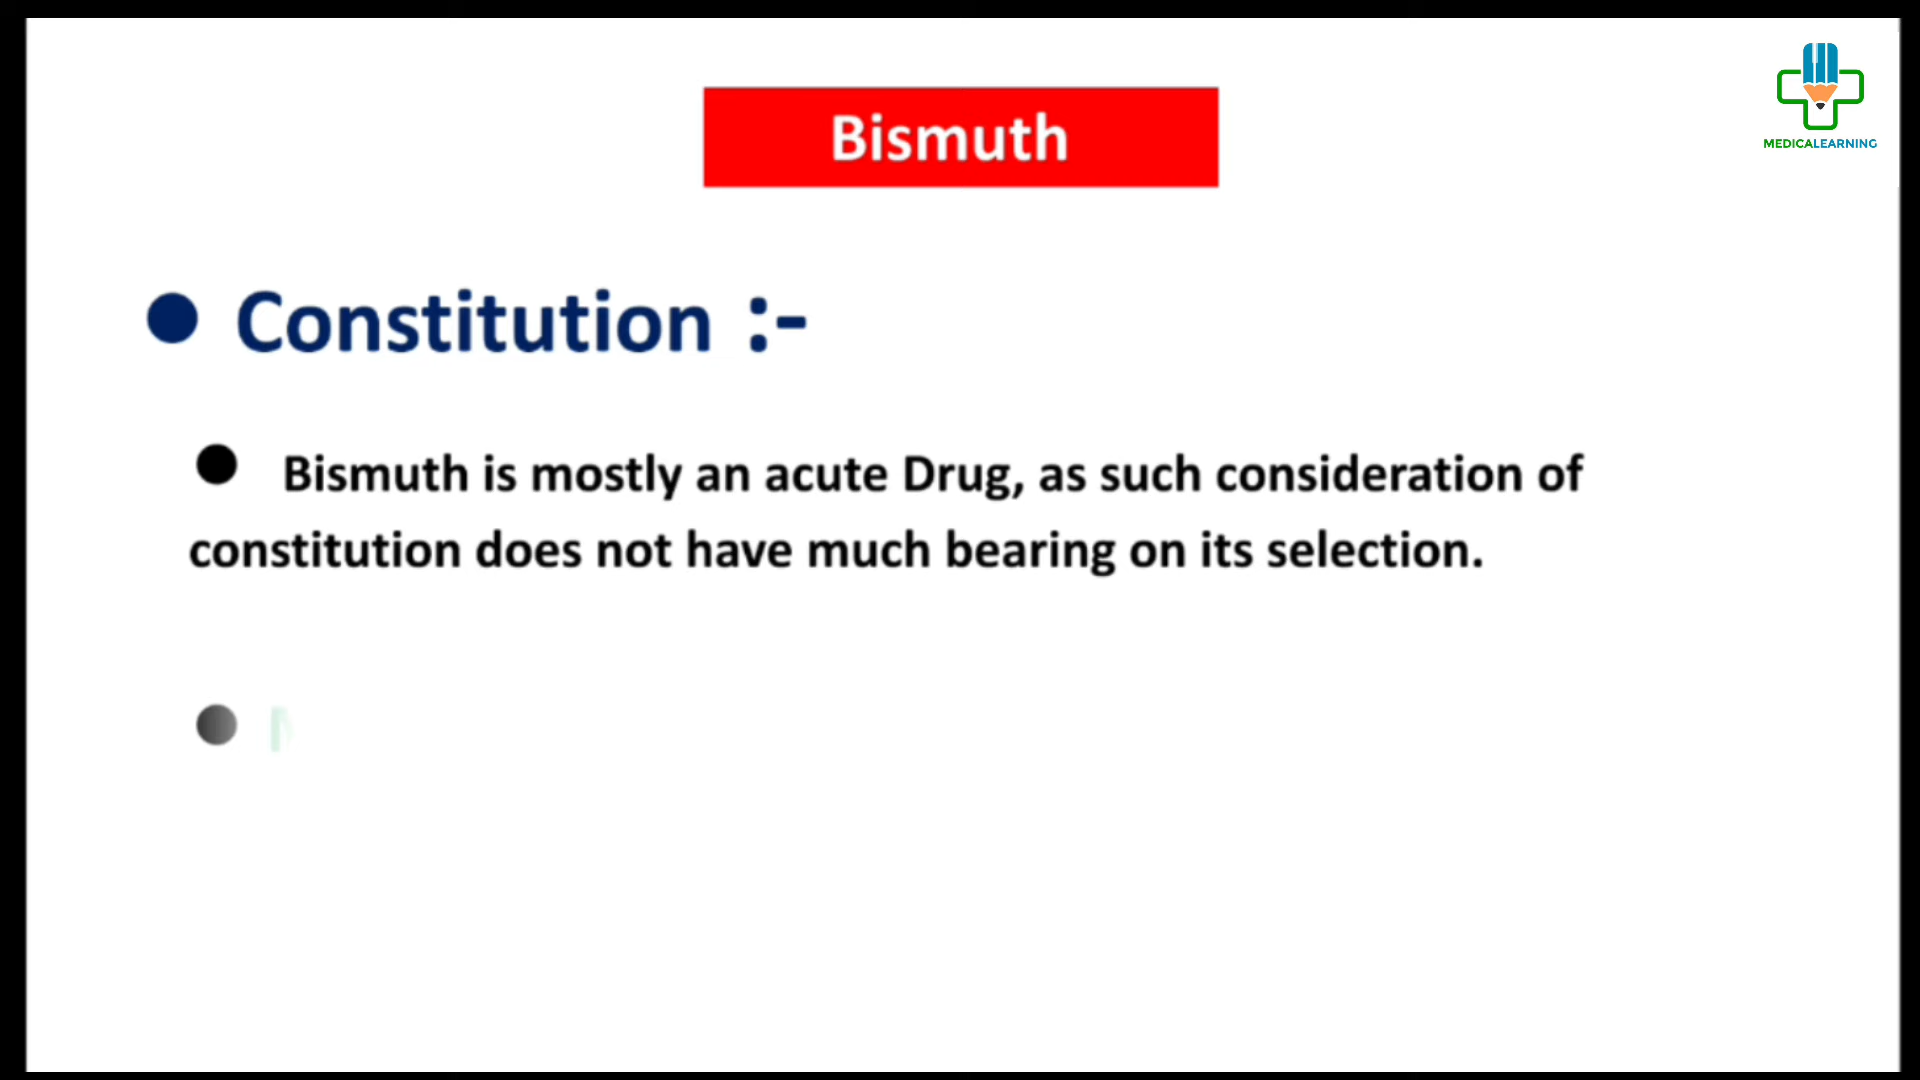 Bismuth
MEDICALEARNING
Constitution :-
Bismuth is mostly an acute Drug, as such consideration of
constitution does not have much bearing on its selection.